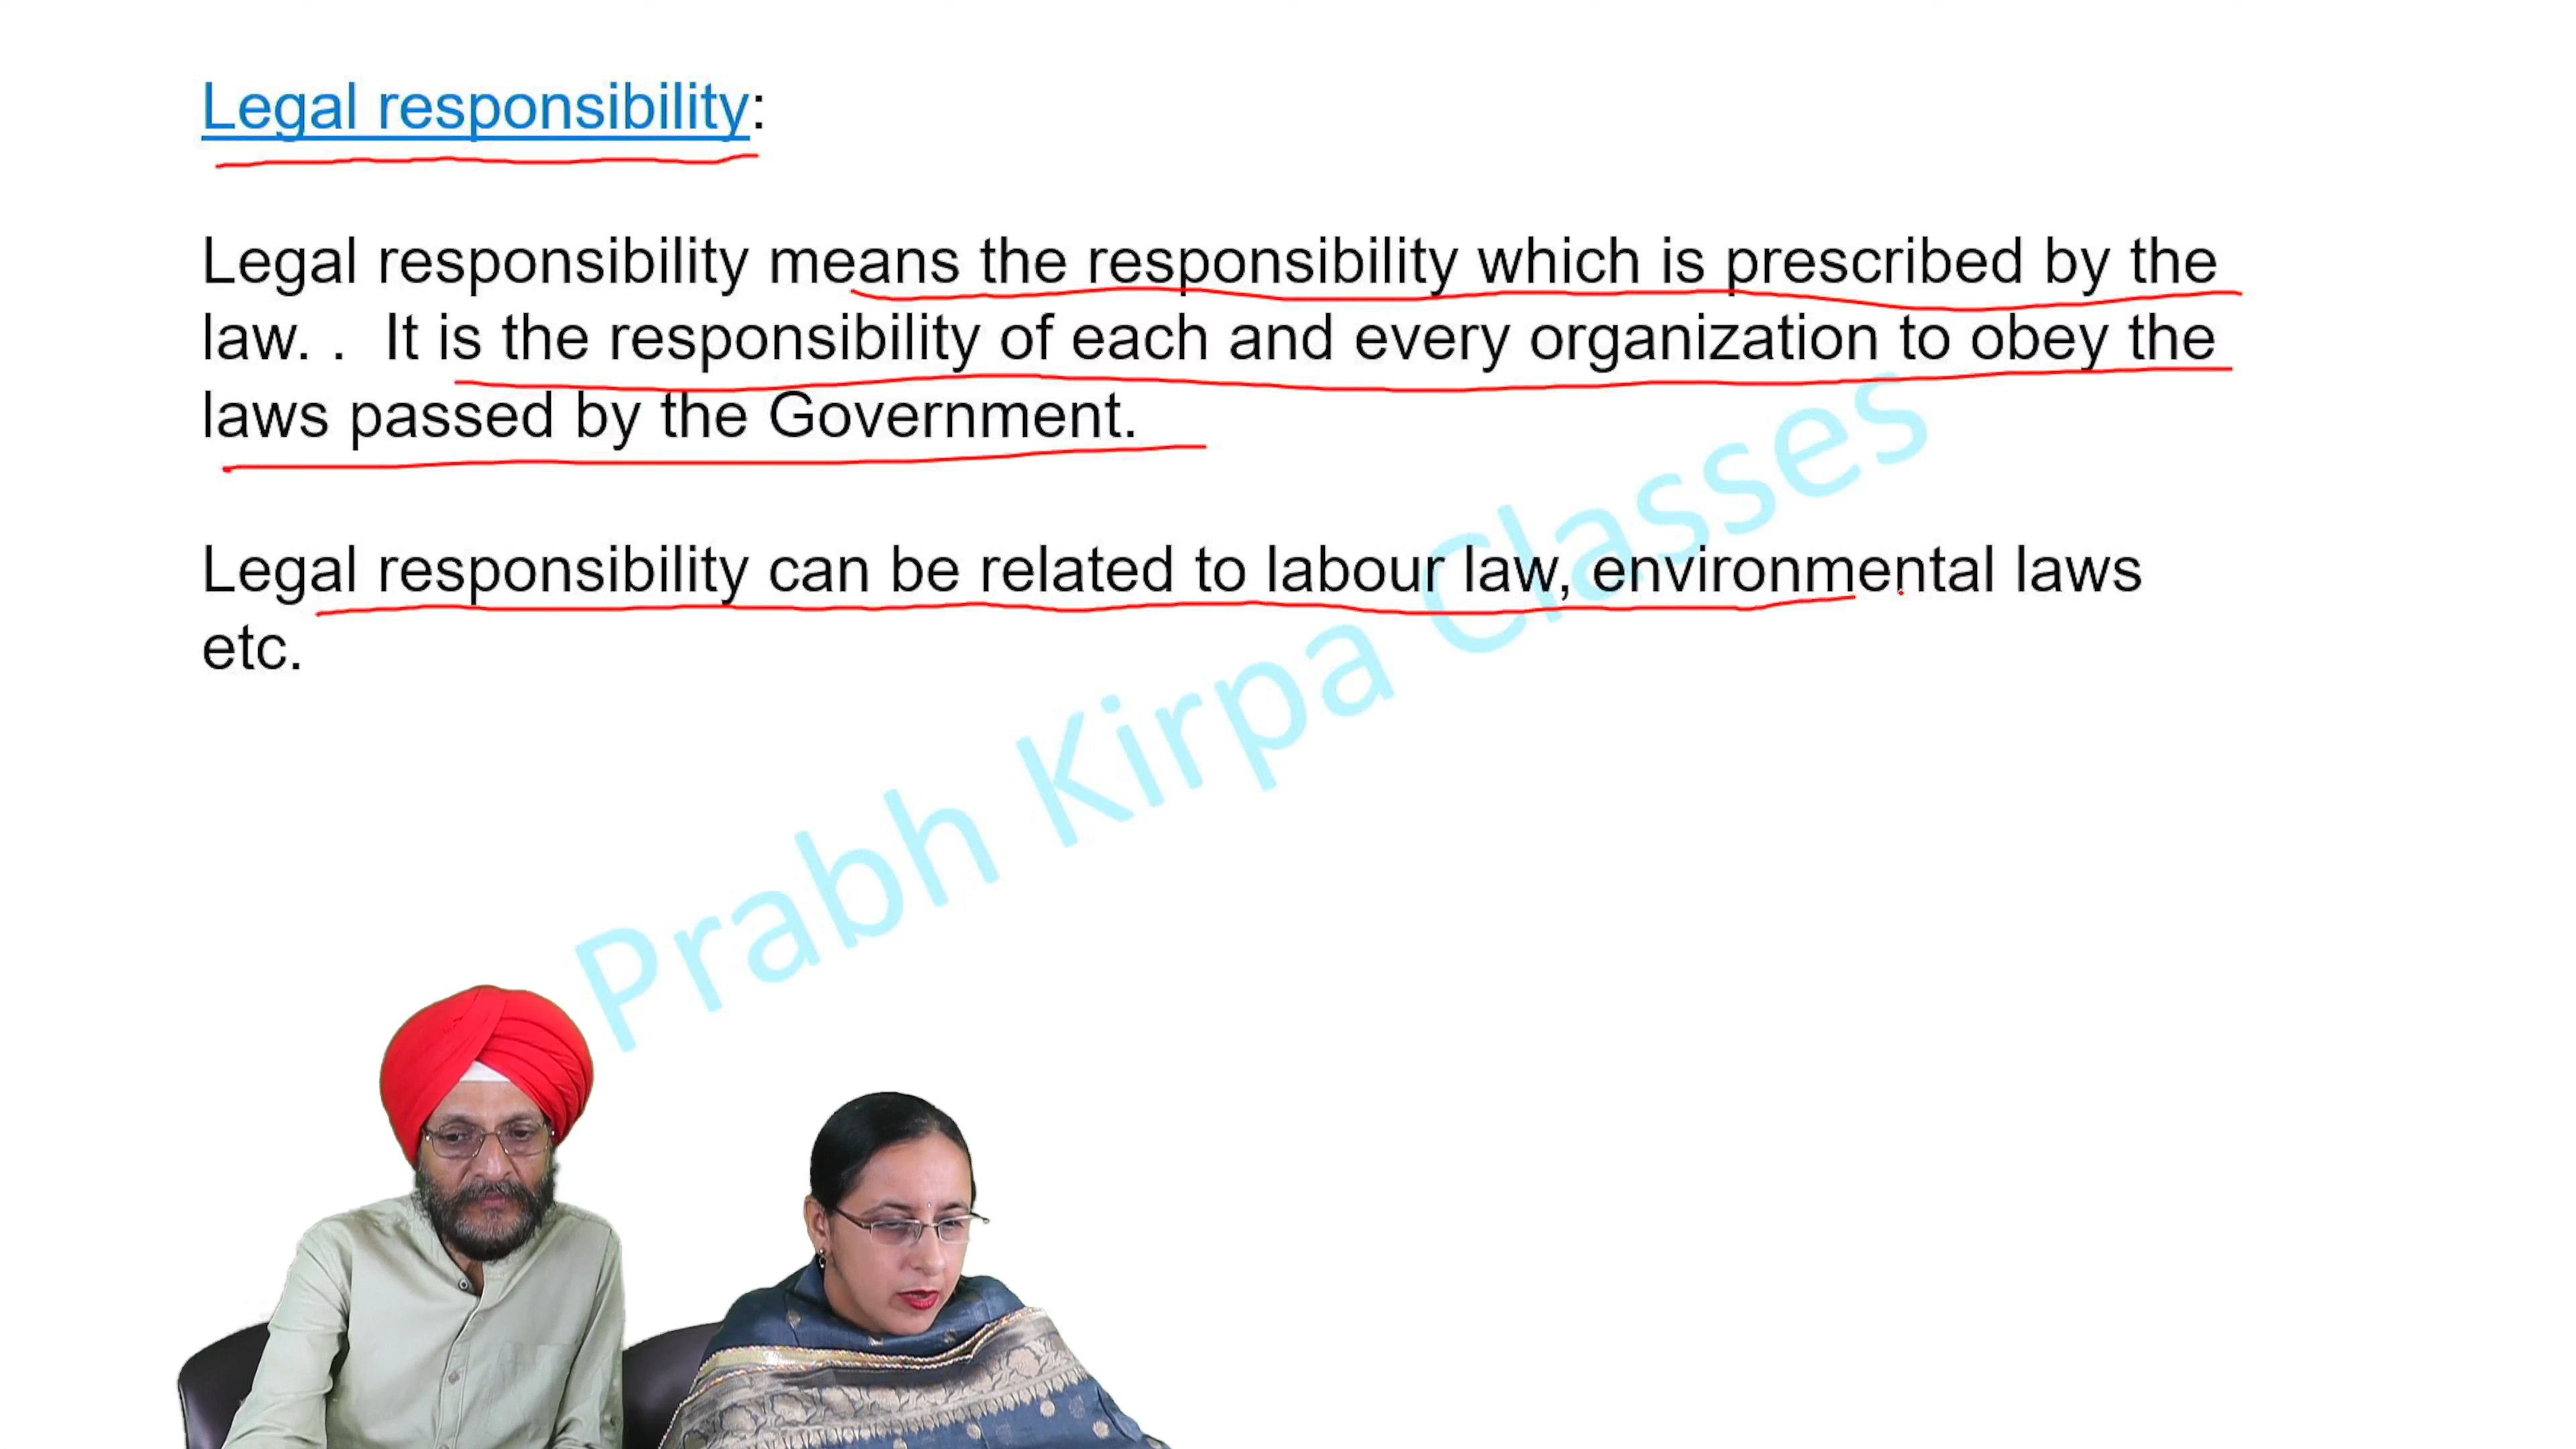 Legal responsibility:
Legal responsibility means the responsibility which is prescribed by the
law. .  It is the responsibility of each and every organization to obey the
laws passed by the Government.
Legal responsibility can be related to labour law, environmental laws
etc.
Prabh Kirpa Classes